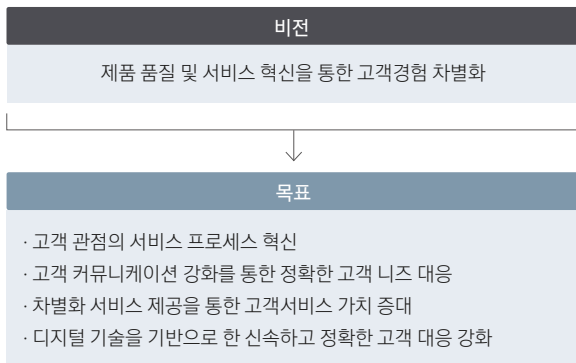 비전
제품 품질 및 서비스 혁신을 통한 고객경험 차별화
목표
· 고객 관점의 서비스 프로세스 혁신
· 고객 커뮤니케이션 강화를 통한 정확한 고객 니즈 대응
· 차별화 서비스 제공을 통한 고객서비스 가치 증대
· 디지털 기술을 기반으로 한 신속하고 정확한 고객 대응 강화